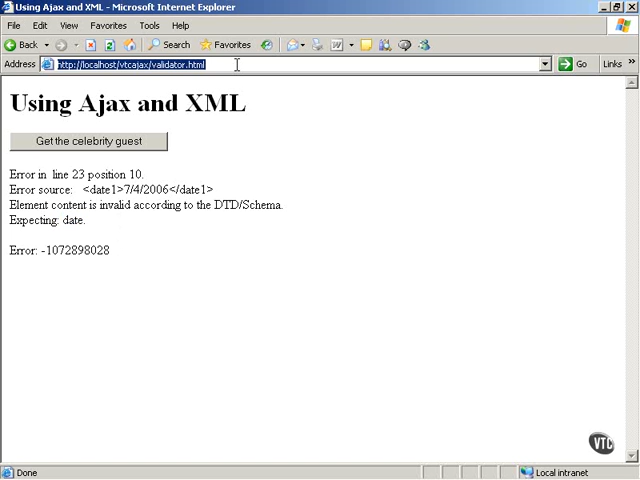 Using Ajax and XML - Microsoft Internet Explorer
File Edit View Favorites Tools Help
Back Search Favorites
Address http://localhost/vtcajax/validator.html Go Links »
Using Ajax and XML
Get the celebrity guest
Error in line 23 position 10.
Error source: <date1>7/4/2006</date1>
Element content is invalid according to the DTD/Schema.
Expecting: date.
Error: -1072898028
VTC
Done Local intranet